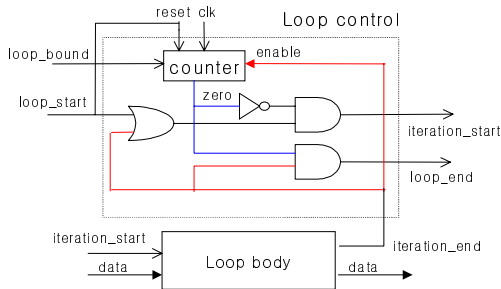 reset clk
Loop control
loop_bound
enable
counter
loop_start
zero
iteration_start
loop_end
iteration_start
iteration_end
data
Loop body
data